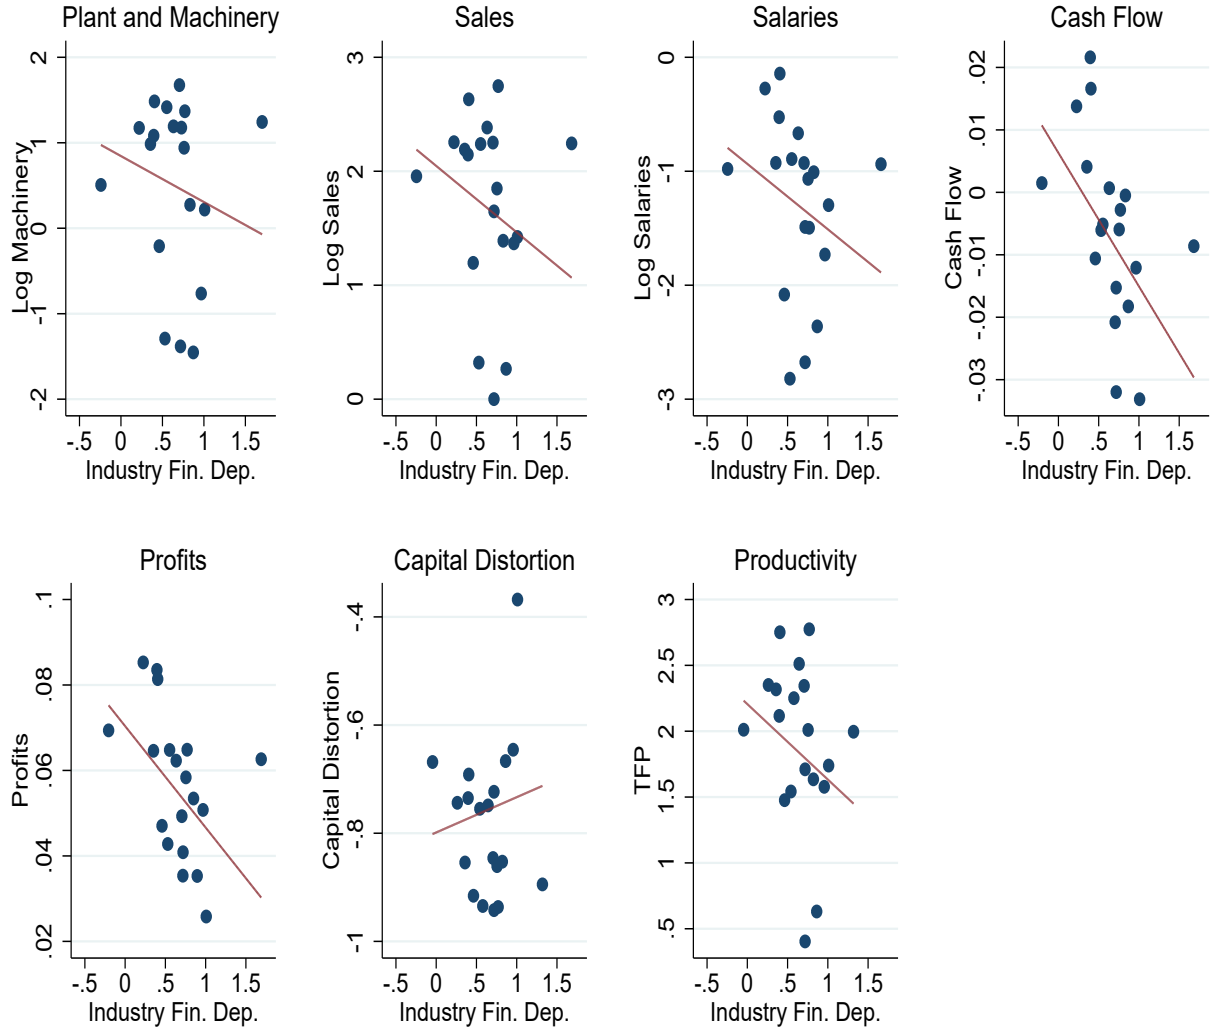 Plant and Machinery
Log Machinery
2
1
0
-1
-2
-.5 0 .5 1 1.5
Industry Fin. Dep.
Sales
Log Sales
3
2
1
0
-.5 0 .5 1 1.5
Industry Fin. Dep.
Salaries
Log Salaries
0
-1
-2
-3
-.5 0 .5 1 1.5
Industry Fin. Dep.
Cash Flow
Cash Flow
.02
.01
0
-.01
-.02
-.03
-.5 0 .5 1 1.5
Industry Fin. Dep.
Profits
Profits
.1
.08
.06
.04
.02
-.5 0 .5 1 1.5
Industry Fin. Dep.
Capital Distortion
Capital Distortion
-.4
-.6
-.8
-1
-.5 0 .5 1 1.5
Industry Fin. Dep.
Productivity
TFP
3
2.5
2
1.5
1
.5
-.5 0 .5 1 1.5
Industry Fin. Dep.